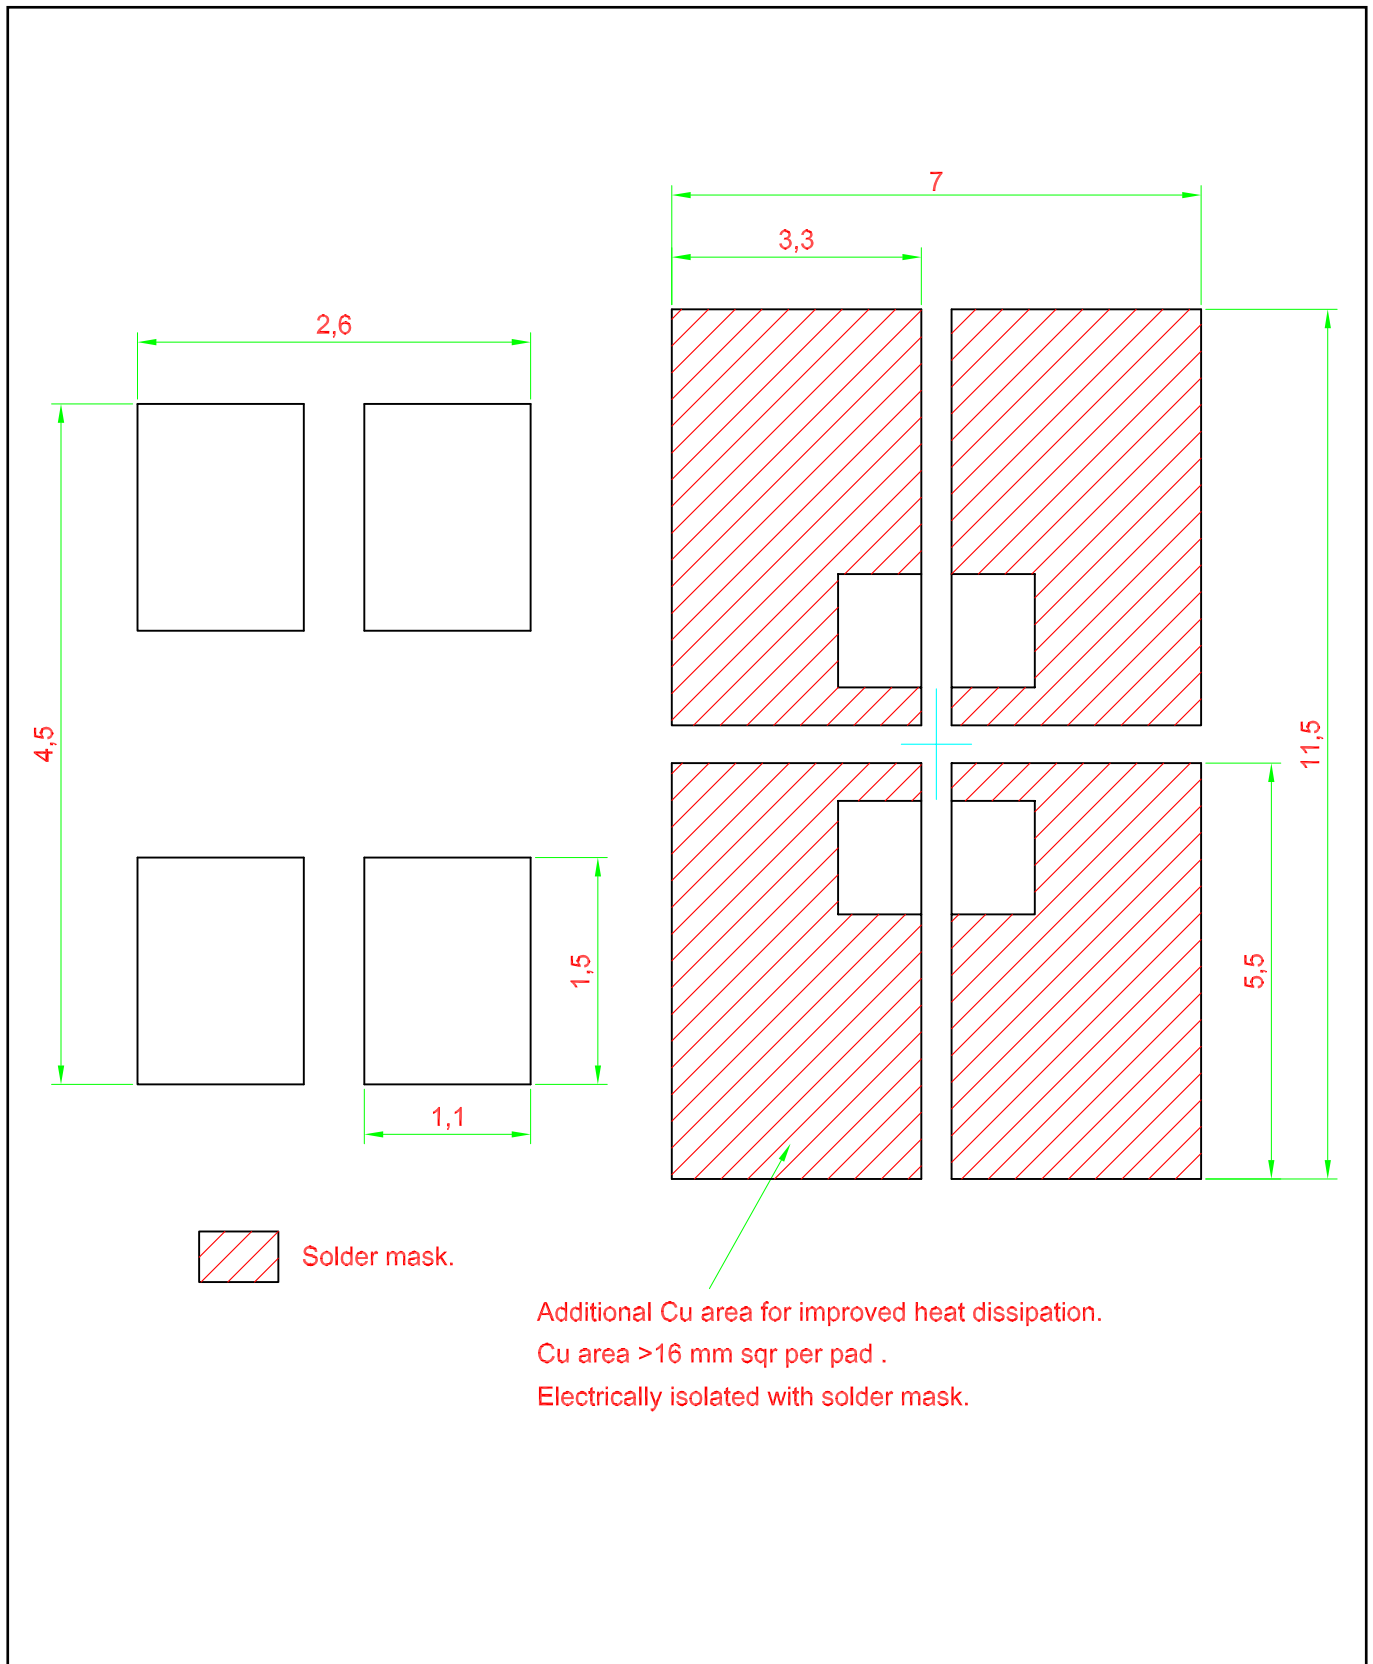 7
3,3
2,6
4,5
11,5
5,5
1,5
1,1
Solder mask.
Additional Cu area for improved heat dissipation.
Cu area >16 mm sqr per pad .
Electrically isolated with solder mask.